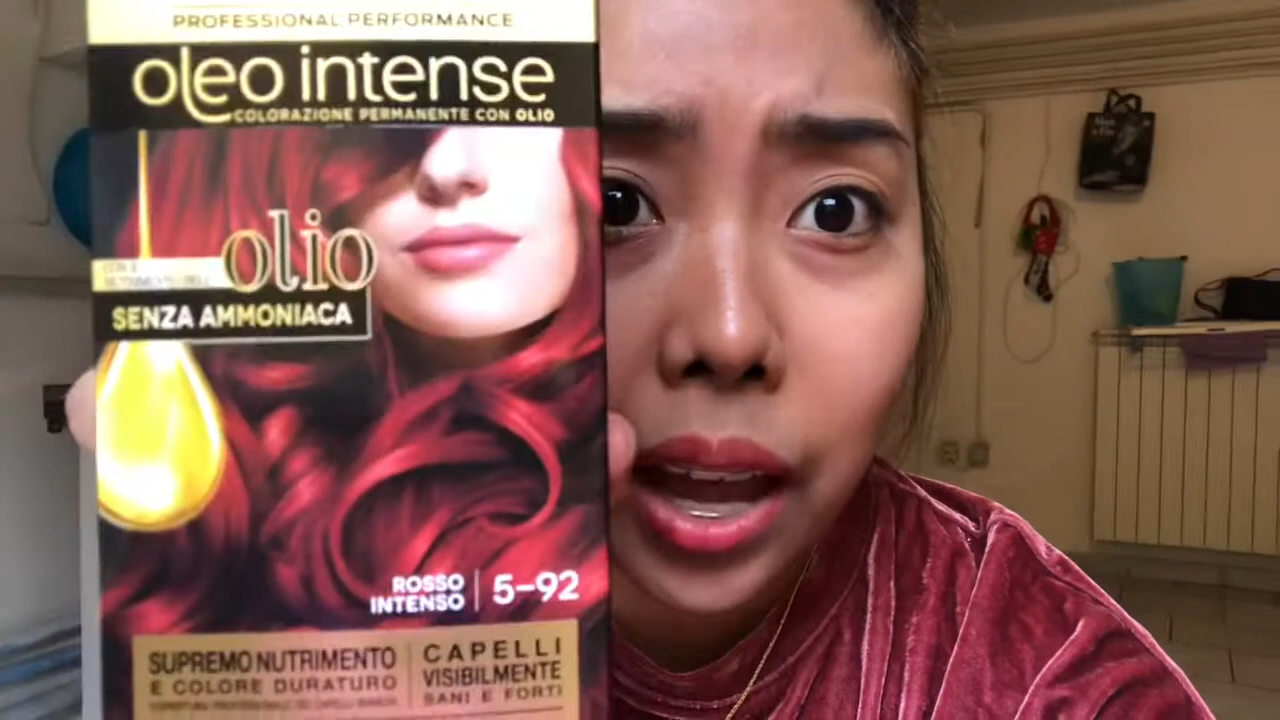 PROFESSIONAL PERFORMANCE
oleo intense
COLORAZIONE PERMANENTE CON OLIO
olio
SENZA AMMONIACA
ROSSO
INTENSO
5-92
SUPREMO NUTRIMENTO
E COLORE DURATURO
CAPELLI
VISIBILMENTE
SANI E FORTI